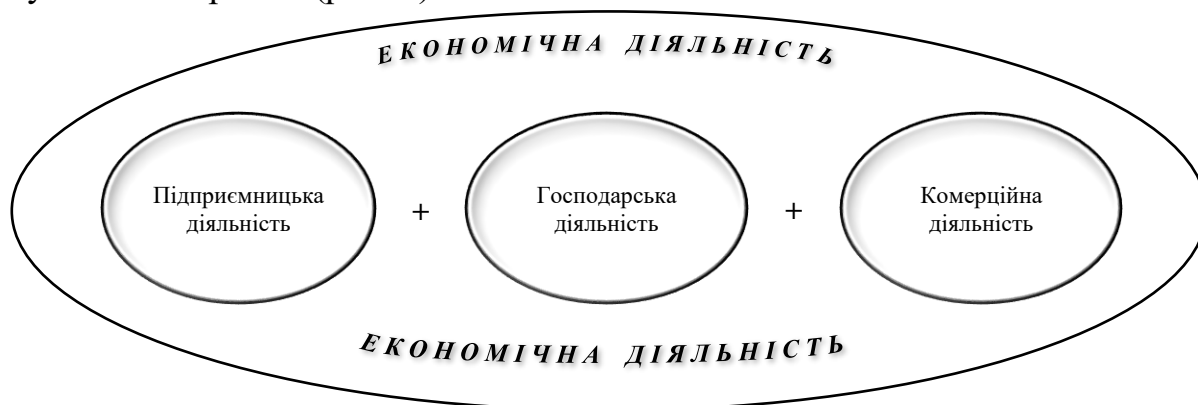 ЕКОНОМІЧНА ДІЯЛЬНІСТЬ
Підприємницька
діяльність
+
Господарська
діяльність
+
Комерційна
діяльність
ЕКОНОМІЧНА ДІЯЛЬНІСТЬ